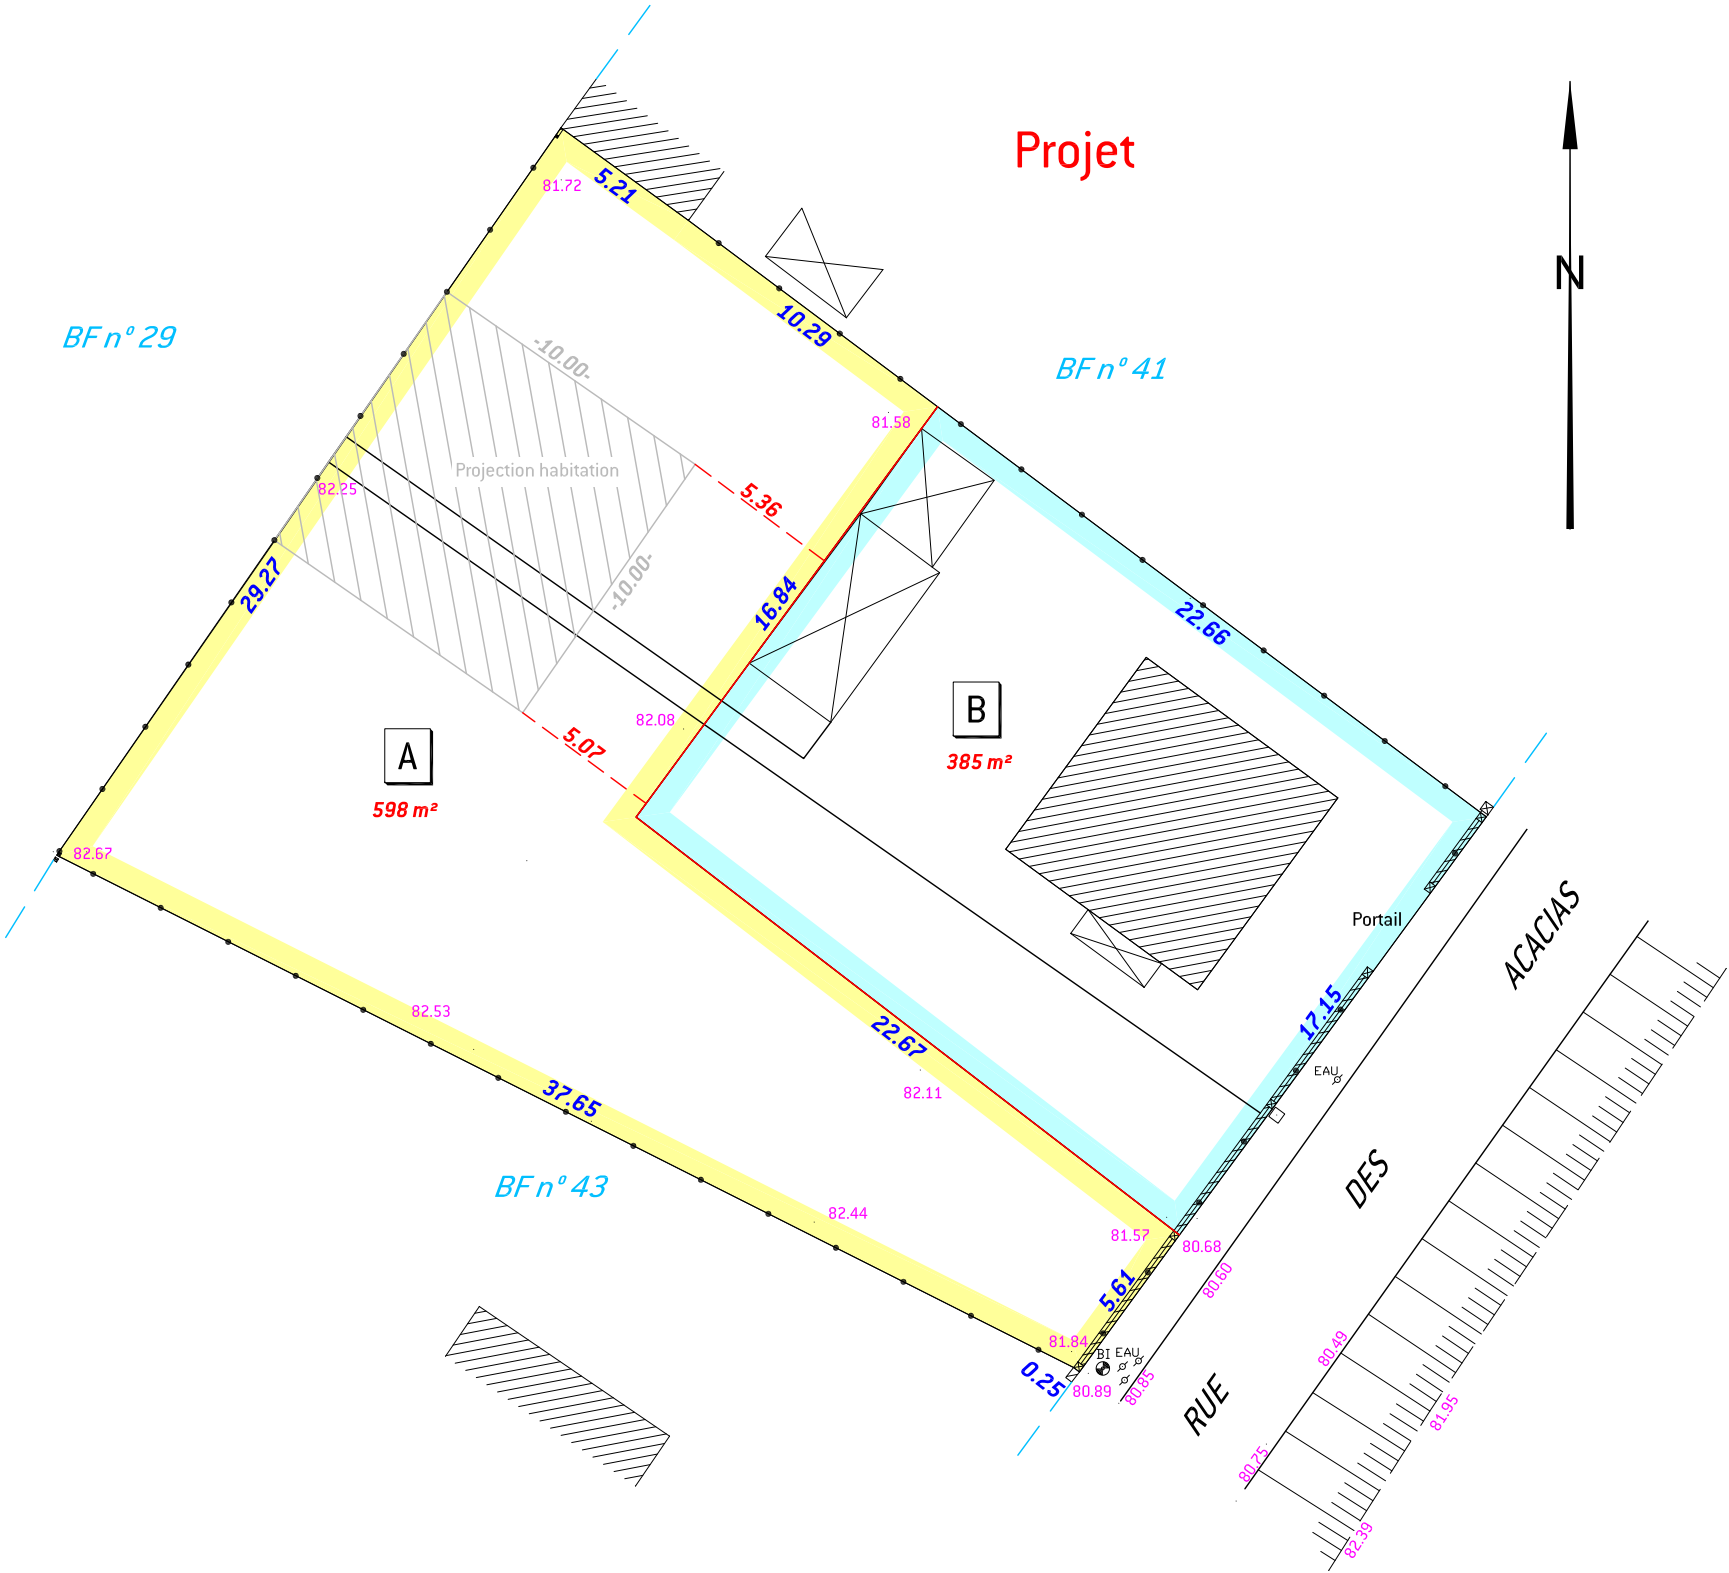 Projet
N
81.72
5.21
10.29
BF nº 29
BF nº 41
-10.00-
81.58
Projection habitation
82.25
5.36
29.27
-10.00-
16.84
22.66
82.08
B
385 m²
5.07
A
598 m²
82.67
Portail
ACACIAS
82.53
17.15
22.67
EAU
82.11
37.65
BF nº 43
DES
82.44
81.57
80.68
80.60
5.61
81.84
BI
EAU
0.25
80.89
80.85
80.49
RUE
81.95
80.75
82.39